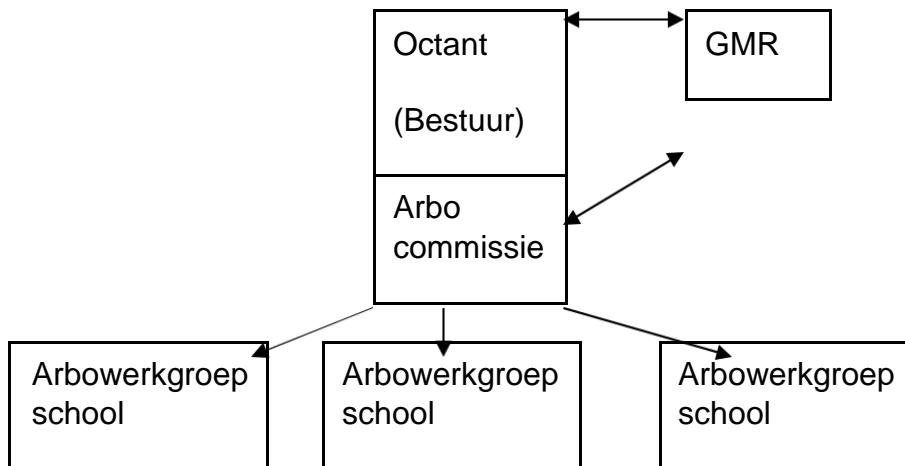 Octant
(Bestuur)
GMR
Arbo
commissie
Arbowerkgroep
school
Arbowerkgroep
school
Arbowerkgroep
school